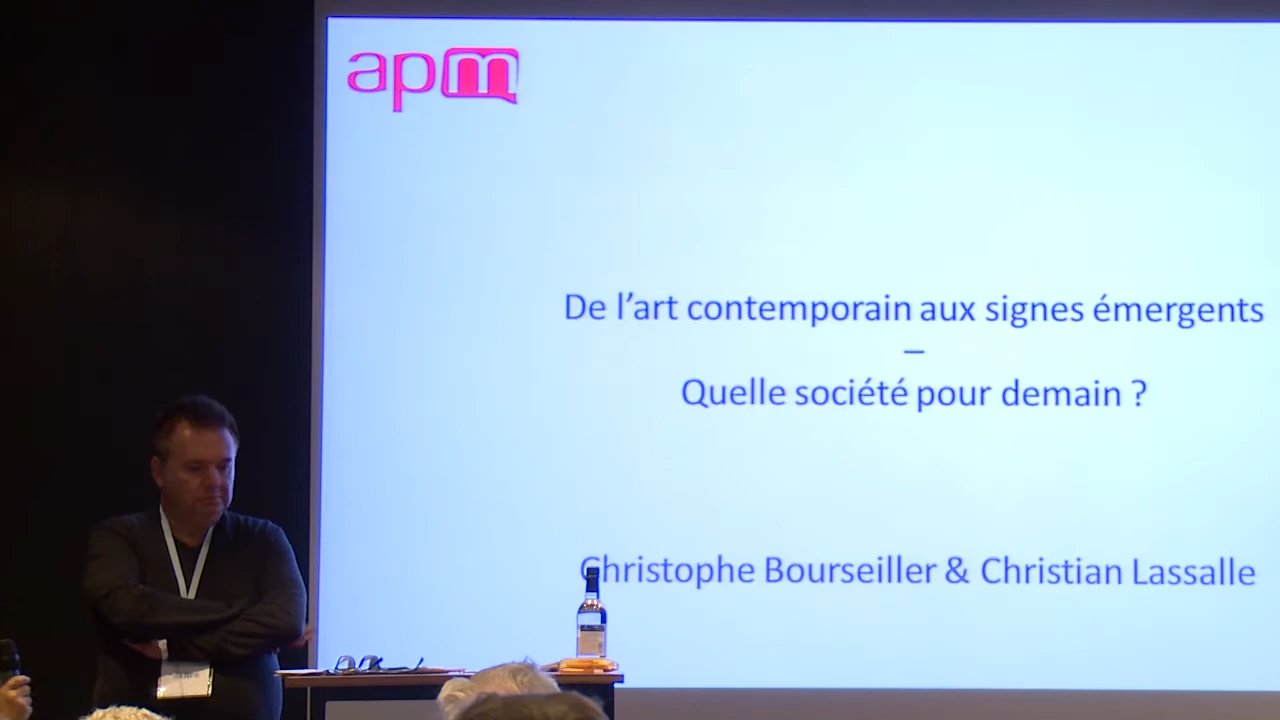 apm
De l'art contemporain aux signes émergents
–
Quelle société pour demain ?
Christophe Bourseiller & Christian Lassalle